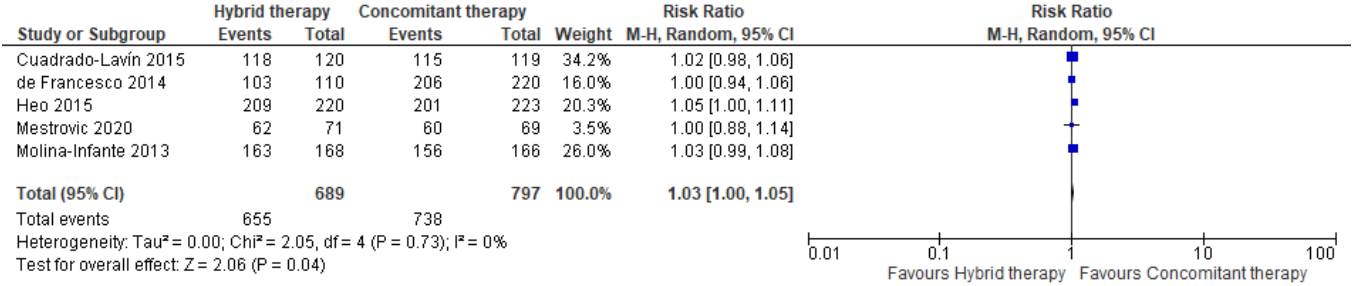 Hybrid therapy Concomitant therapy Risk Ratio Risk Ratio
Study or Subgroup Events Total Events Total Weight M-H, Random, 95% CI M-H, Random, 95% CI
Cuadrado-Lavín 2015 118 120 115 119 34.2% 1.02 [0.98, 1.06]
de Francesco 2014 103 110 206 220 16.0% 1.00 [0.94, 1.06]
Heo 2015 209 220 201 223 20.3% 1.05 [1.00, 1.11]
Mestrovic 2020 62 71 60 69 3.5% 1.00 [0.88, 1.14]
Molina-Infante 2013 163 168 156 166 26.0% 1.03 [0.99, 1.08]
Total (95% CI) 689 797 100.0% 1.03 [1.00, 1.05]
Total events 655 738
Heterogeneity: Tau² = 0.00; Chi² = 2.05, df = 4 (P = 0.73); I² = 0%
Test for overall effect: Z = 2.06 (P = 0.04)
0.01 0.1 1 10 100
Favours Hybrid therapy Favours Concomitant therapy